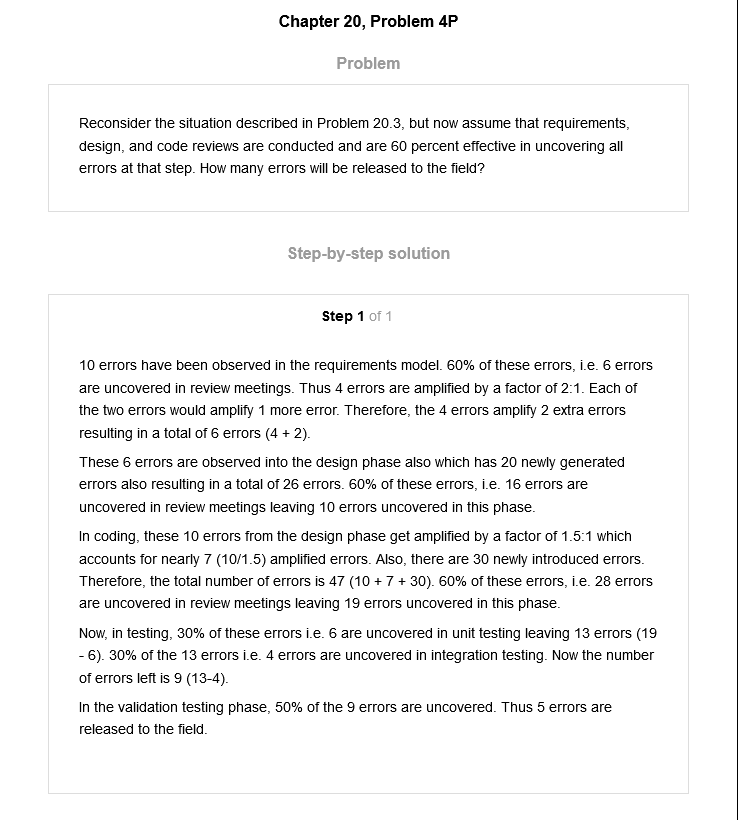 Chapter 20, Problem 4P
Problem
Reconsider the situation described in Problem 20.3, but now assume that requirements,
design, and code reviews are conducted and are 60 percent effective in uncovering all
errors at that step. How many errors will be released to the field?
Step-by-step solution
Step 1 of 1
10 errors have been observed in the requirements model. 60% of these errors, i.e. 6 errors
are uncovered in review meetings. Thus 4 errors are amplified by a factor of 2:1. Each of
the two errors would amplify 1 more error. Therefore, the 4 errors amplify 2 extra errors
resulting in a total of 6 errors (4 + 2).
These 6 errors are observed into the design phase also which has 20 newly generated
errors also resulting in a total of 26 errors. 60% of these errors, i.e. 16 errors are
uncovered in review meetings leaving 10 errors uncovered in this phase.
In coding, these 10 errors from the design phase get amplified by a factor of 1.5:1 which
accounts for nearly 7 (10/1.5) amplified errors. Also, there are 30 newly introduced errors.
Therefore, the total number of errors is 47 (10 + 7 + 30). 60% of these errors, i.e. 28 errors
are uncovered in review meetings leaving 19 errors uncovered in this phase.
Now, in testing, 30% of these errors i.e. 6 are uncovered in unit testing leaving 13 errors (19
- 6). 30% of the 13 errors i.e. 4 errors are uncovered in integration testing. Now the number
of errors left is 9 (13-4).
In the validation testing phase, 50% of the 9 errors are uncovered. Thus 5 errors are
released to the field.